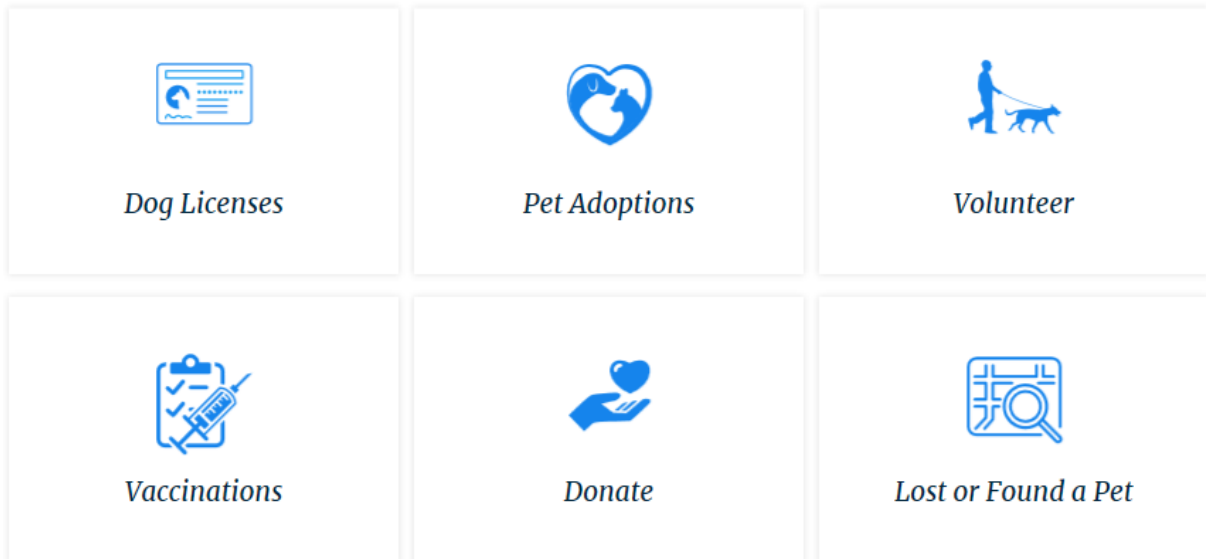 Dog Licenses
Pet Adoptions
Volunteer
Vaccinations
Donate
Lost or Found a Pet